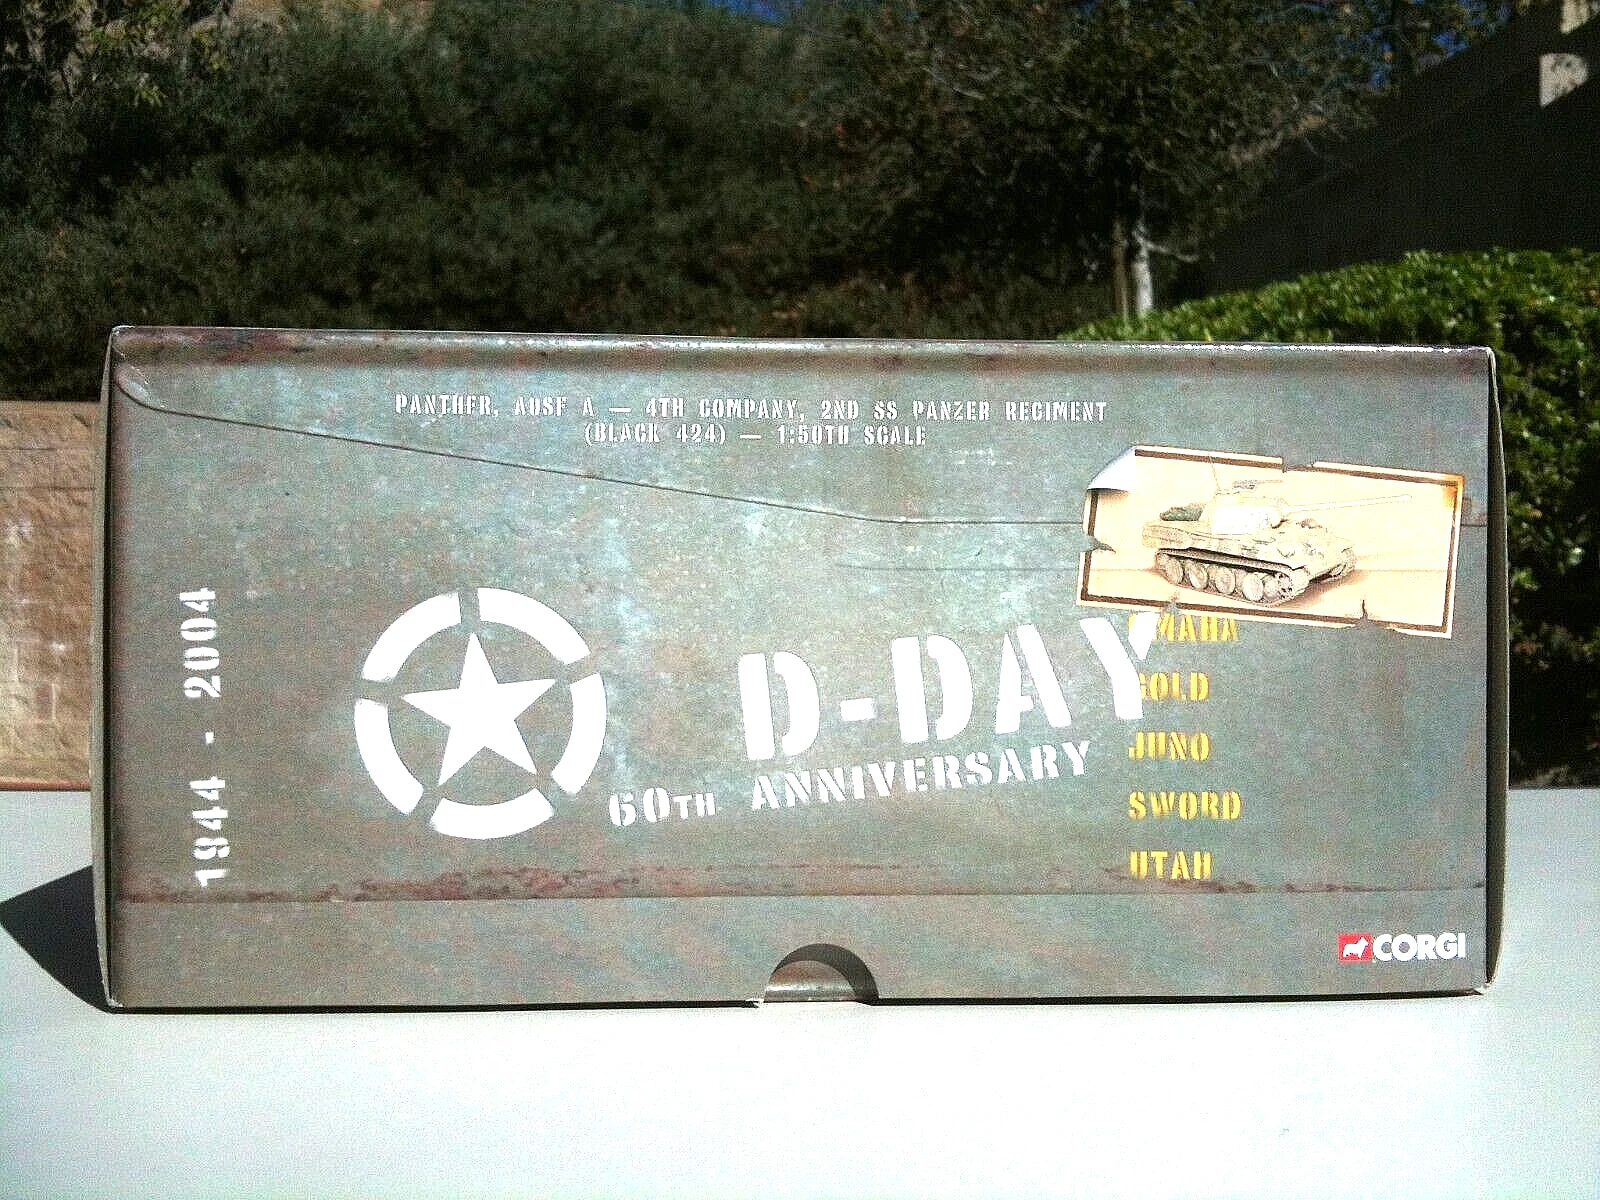 PANTHER, AUSF A — 4TH COMPANY, 2ND SS PANZER REGIMENT
(BLACK 424) — 1:50TH SCALE
1944 - 2004
D-DAY
60TH ANNIVERSARY
OMAHA
GOLD
JUNO
SWORD
UTAH
CORGI